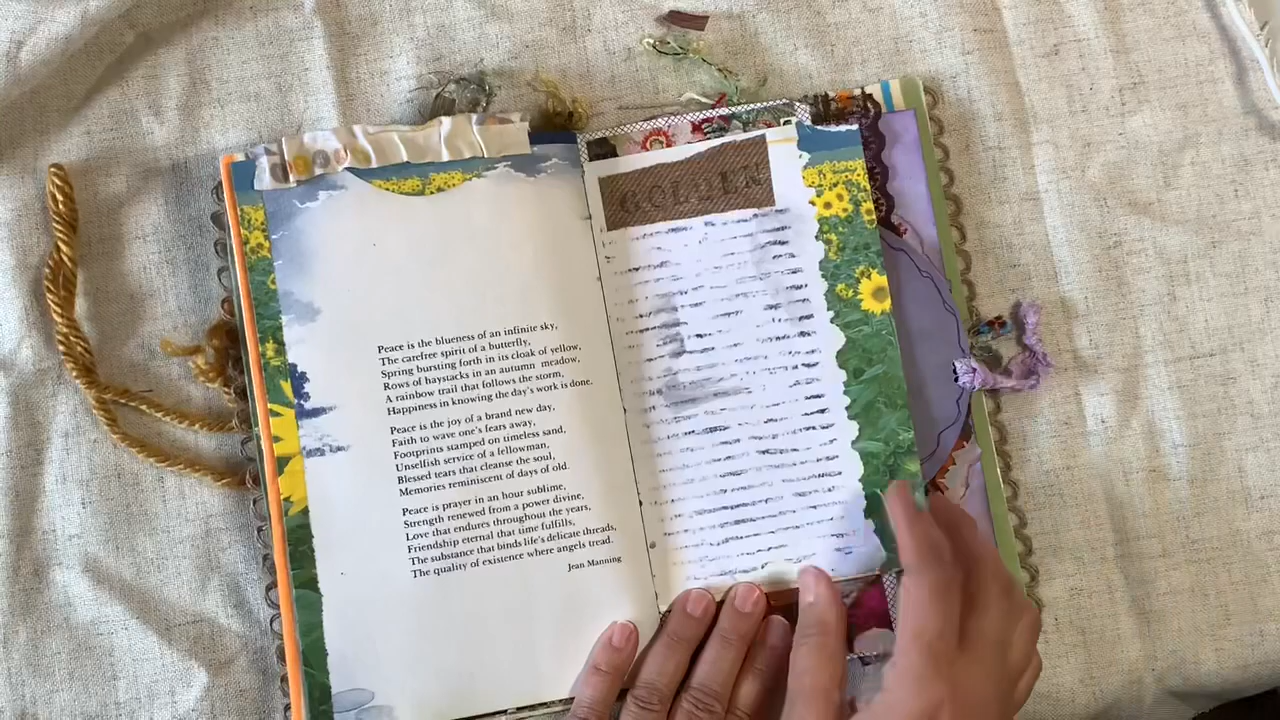 Peace is the blueness of an infinite sky,
The carefree spirit of a butterfly,
Spring bursting forth in its cloak of yellow,
Rows of haystacks in an autumn meadow,
A rainbow trail that follows the storm,
Happiness in knowing the day's work is done.
Peace is the joy of a brand new day,
Faith to wave one's fears away,
Footprints stamped on timeless sand,
Unselfish service of a fellowman,
Blessed tears that cleanse the soul,
Memories reminiscent of days of old.
Peace is prayer in an hour sublime,
Strength renewed from a power divine,
Love that endures throughout the years,
Friendship eternal that time fulfills,
The substance that binds life's delicate threads,
The quality of existence where angels tread.
Jean Manning